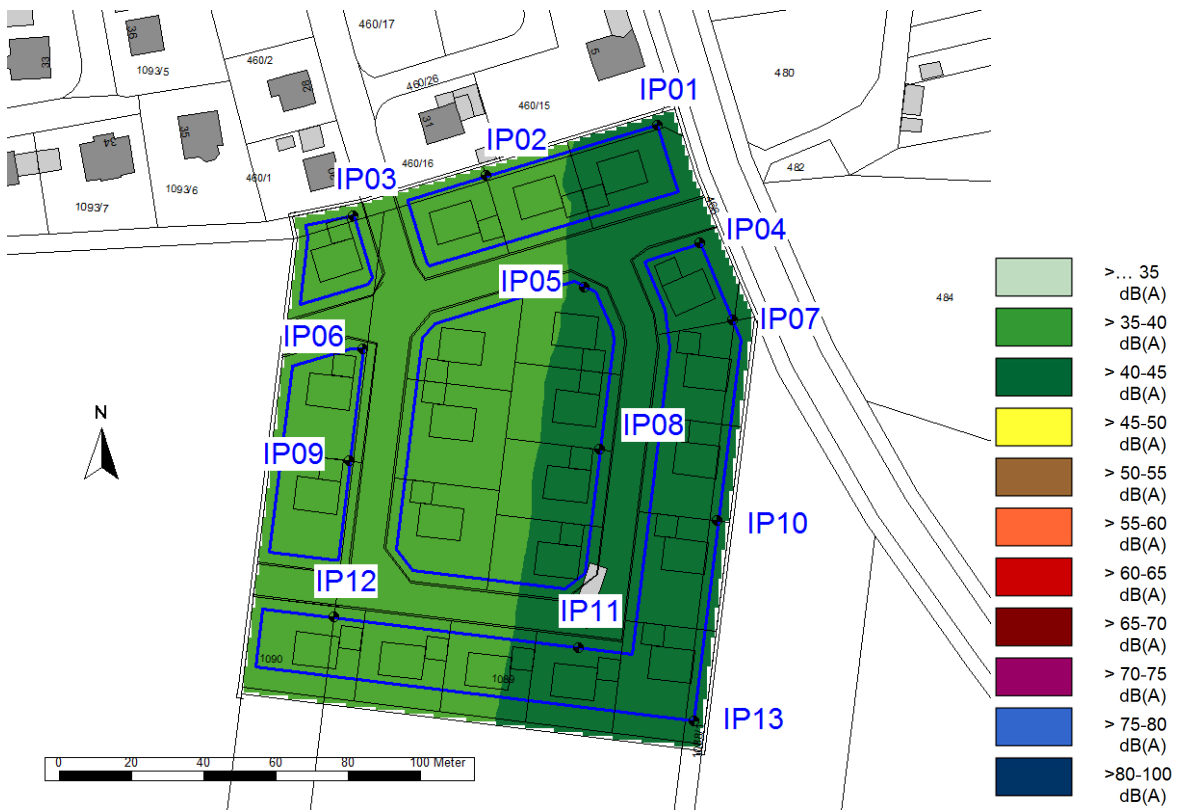 460/17
36
33
1093/5
460/2
5
480
28
460/26
IP01
460/15
31
34
35
IP02
460/16
482
20
460/1
1093/6
IP03
1093/7
466
IP04
IP05
484
>... 35
dB(A)
> 35-40
dB(A)
> 40-45
dB(A)
> 45-50
dB(A)
> 50-55
dB(A)
> 55-60
dB(A)
> 60-65
dB(A)
> 65-70
dB(A)
> 70-75
dB(A)
> 75-80
dB(A)
>80-100
dB(A)
IP06
IP07
N
IP08
IP09
IP10
IP12
IP11
1090
1089
IP13
0 20 40 60 80 100 Meter